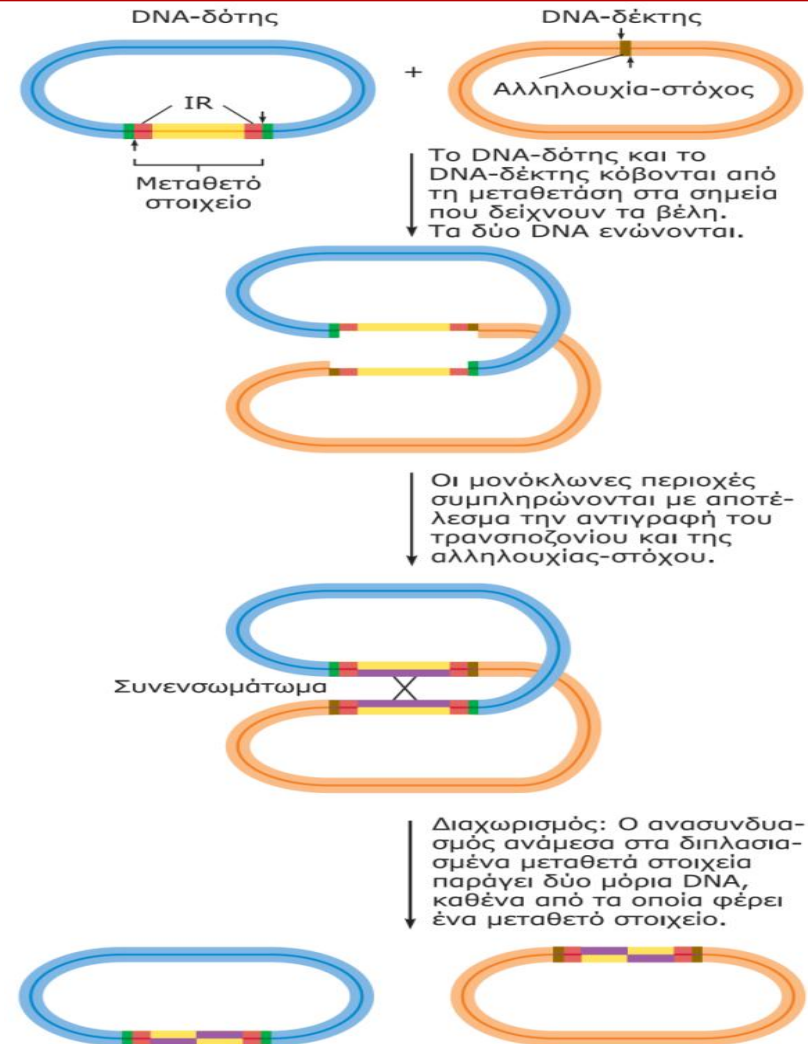 DNA-δότης
DNA-δέκτης
+
IR
Αλληλουχία-στόχος
Μεταθετό
στοιχείο
Το DNA-δότης και το
DNA-δέκτης κόβονται από
τη μεταθετάση στα σημεία
που δείχνουν τα βέλη.
Τα δύο DNA ενώνονται.
Οι μονόκλωνες περιοχές
συμπληρώνονται με αποτέ-
λεσμα την αντιγραφή του
τρανσποζονίου και της
αλληλουχίας-στόχου.
Συνενσωμάτωμα
Διαχωρισμός: Ο ανασυνδυα-
σμός ανάμεσα στα διπλασια-
σμένα μεταθετά στοιχεία
παράγει δύο μόρια DNA,
καθένα από τα οποία φέρει
ένα μεταθετό στοιχείο.